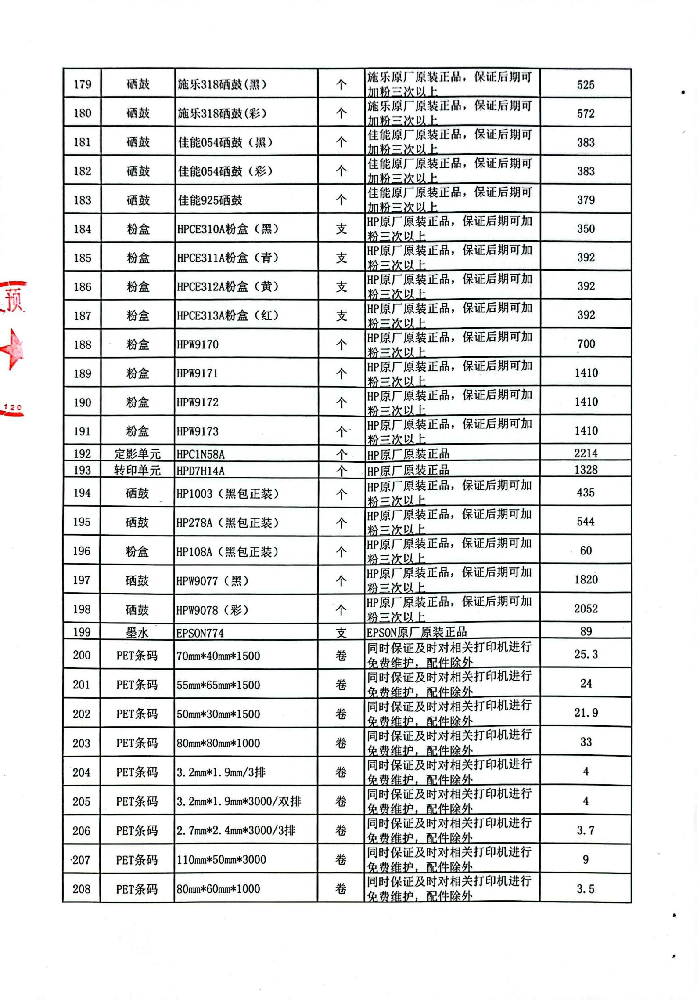 179 硒鼓 施乐318硒鼓(黑) 个 施乐原厂原装正品，保证后期可 525
加粉三次以上
180 硒鼓 施乐318硒鼓(彩) 个 施乐原厂原装正品，保证后期可 572
加粉三次以上
181 硒鼓 佳能054硒鼓（黑） 个 佳能原厂原装正品，保证后期可 383
加粉三次以上
182 硒鼓 佳能054硒鼓（彩） 个 佳能原厂原装正品，保证后期可 383
加粉三次以上
183 硒鼓 佳能925硒鼓 个 佳能原厂原装正品，保证后期可 379
加粉三次以上
184 粉盒 HPCE310A粉盒（黑） 支 HP原厂原装正品，保证后期可加 350
粉三次以上
185 粉盒 HPCE311A粉盒（青） 支 HP原厂原装正品，保证后期可加 392
粉三次以上
186 粉盒 HPCE312A粉盒（黄） 支 HP原厂原装正品，保证后期可加 392
粉三次以上
187 粉盒 HPCE313A粉盒（红） 支 HP原厂原装正品，保证后期可加 392
粉三次以上
188 粉盒 HPW9170 个 HP原厂原装正品，保证后期可加 700
粉三次以上
189 粉盒 HPW9171 个 HP原厂原装正品，保证后期可加 1410
粉三次以上
190 粉盒 HPW9172 个 HP原厂原装正品，保证后期可加 1410
粉三次以上
191 粉盒 HPW9173 个 HP原厂原装正品，保证后期可加 1410
粉三次以上
192 定影单元 HPC1N58A 个 HP原厂原装正品 2214
193 转印单元 HPD7H14A 个 HP原厂原装正品 1328
194 硒鼓 HP1003（黑包正装） 个 HP原厂原装正品，保证后期可加 435
粉三次以上
195 硒鼓 HP278A（黑包正装） 个 HP原厂原装正品，保证后期可加 544
粉三次以上
196 粉盒 HP108A（黑包正装） 个 HP原厂原装正品，保证后期可加 60
粉三次以上
197 硒鼓 HPW9077（黑） 个 HP原厂原装正品，保证后期可加 1820
粉三次以上
198 硒鼓 HPW9078（彩） 个 HP原厂原装正品，保证后期可加 2052
粉三次以上
199 墨水 EPSON774 支 EPSON原厂原装正品 89
200 PET条码 70mm*40mm*1500 卷 同时保证及时对相关打印机进行 25.3
免费维护，配件除外
201 PET条码 55mm*65mm*1500 卷 同时保证及时对相关打印机进行 24
免费维护，配件除外
202 PET条码 50mm*30mm*1500 卷 同时保证及时对相关打印机进行 21.9
免费维护，配件除外
203 PET条码 80mm*80mm*1000 卷 同时保证及时对相关打印机进行 33
免费维护，配件除外
204 PET条码 3.2mm*1.9mm/3排 卷 同时保证及时对相关打印机进行 4
免费维护，配件除外
205 PET条码 3.2mm*1.9mm*3000/双排 卷 同时保证及时对相关打印机进行 4
免费维护，配件除外
206 PET条码 2.7mm*2.4mm*3000/3排 卷 同时保证及时对相关打印机进行 3.7
免费维护，配件除外
207 PET条码 110mm*50mm*3000 卷 同时保证及时对相关打印机进行 9
免费维护，配件除外
208 PET条码 80mm*60mm*1000 卷 同时保证及时对相关打印机进行 3.5
免费维护，配件除外
预
120